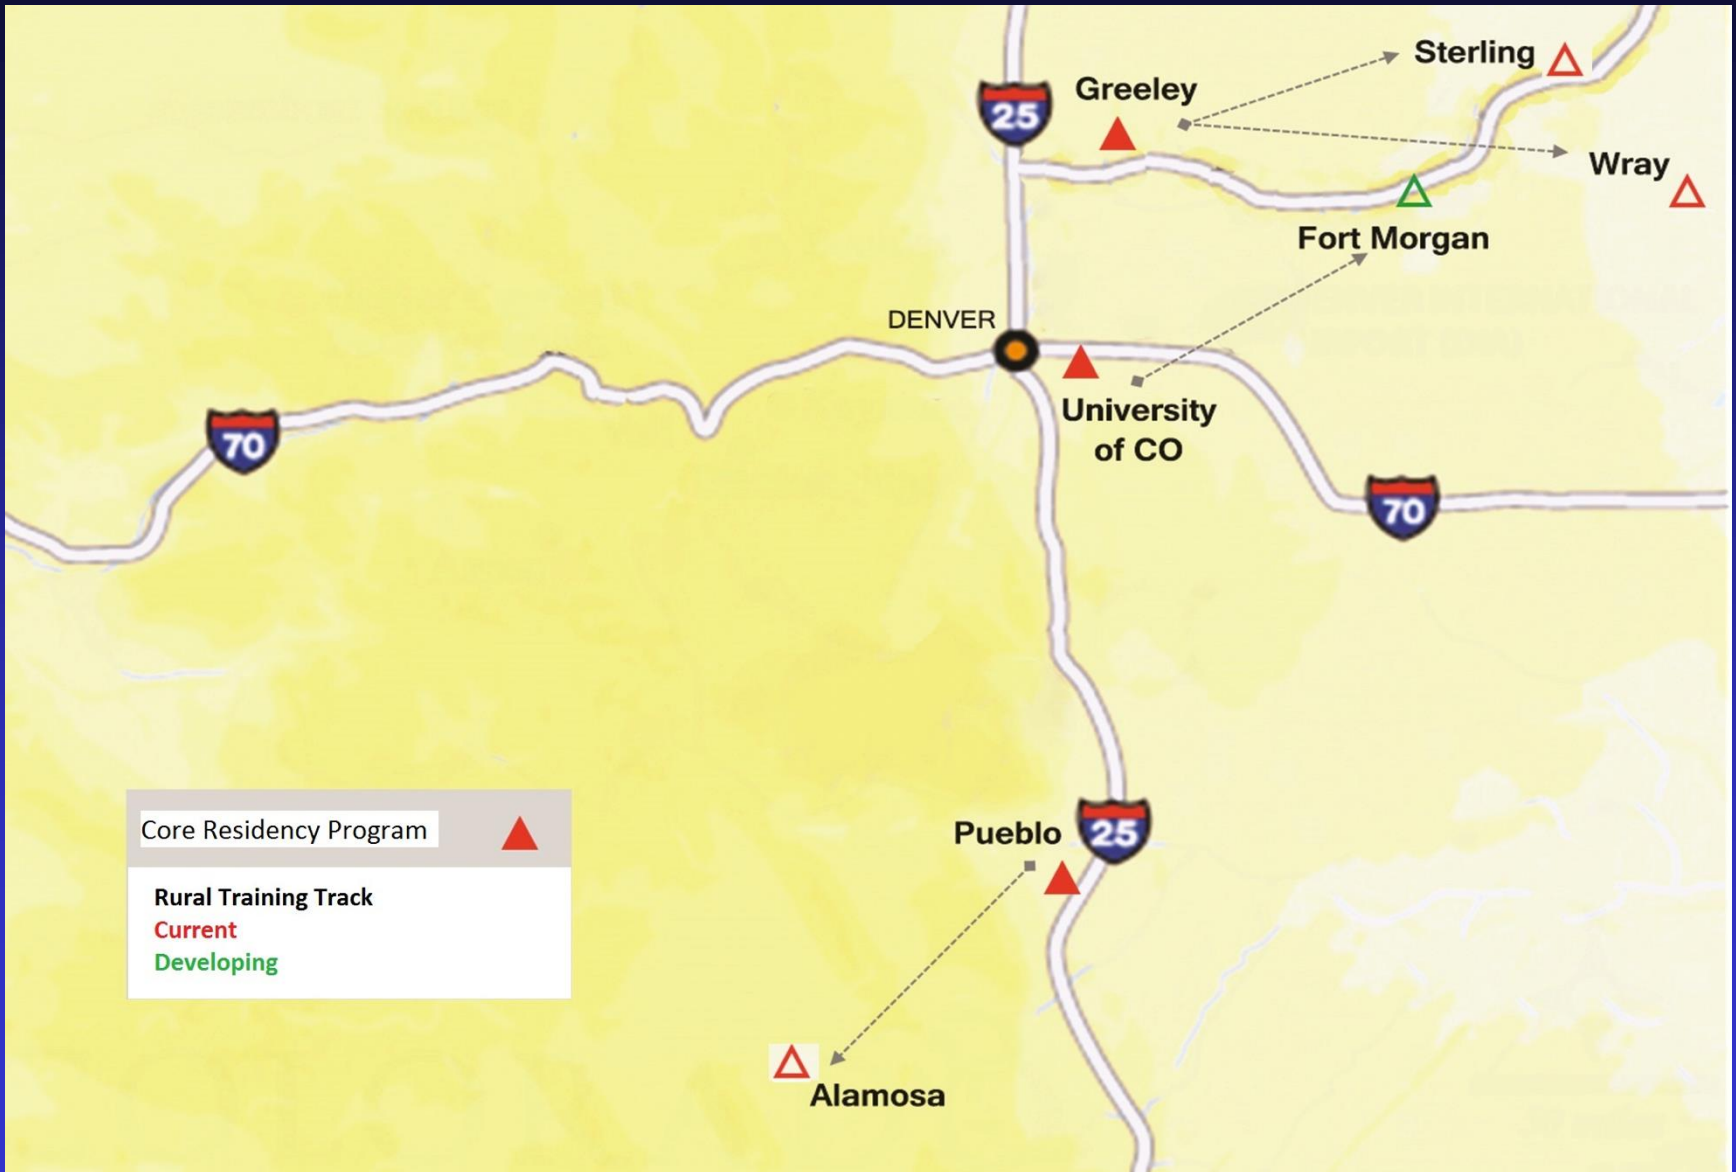 Sterling
Greeley
25
Wray
Fort Morgan
DENVER
University
of CO
70
70
Pueblo
25
Core Residency Program
Rural Training Track
Current
Developing
Alamosa